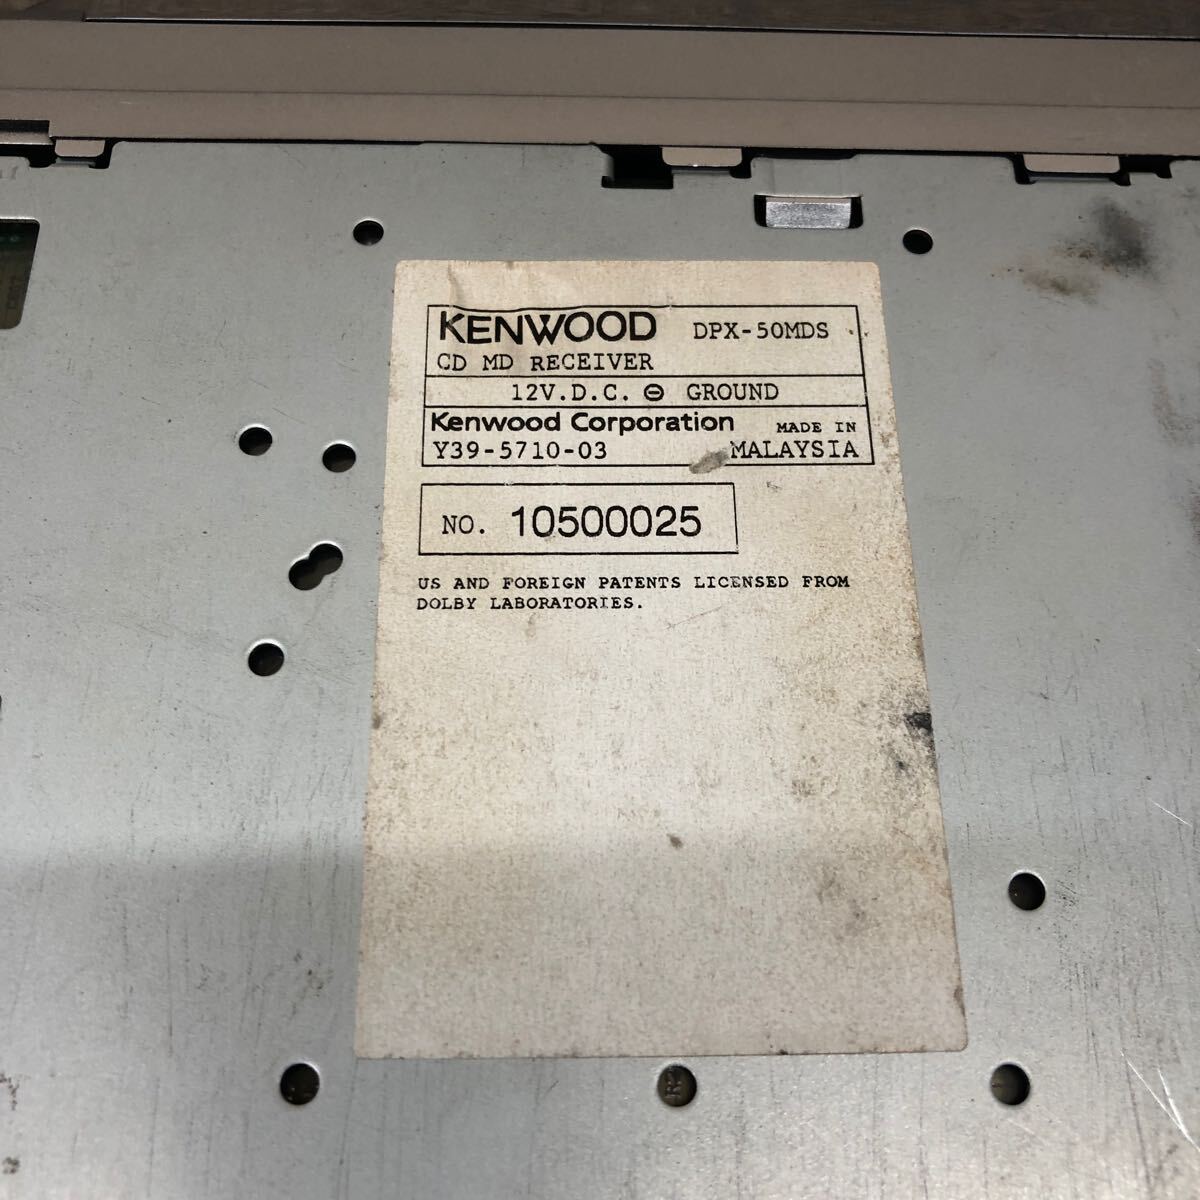 KENWOOD DPX-50MDS
CD MD RECEIVER
12V.D.C. ⊖ GROUND
Kenwood Corporation MADE IN
Y39-5710-03 MALAYSIA
NO. 10500025
US AND FOREIGN PATENTS LICENSED FROM
DOLBY LABORATORIES.
R2